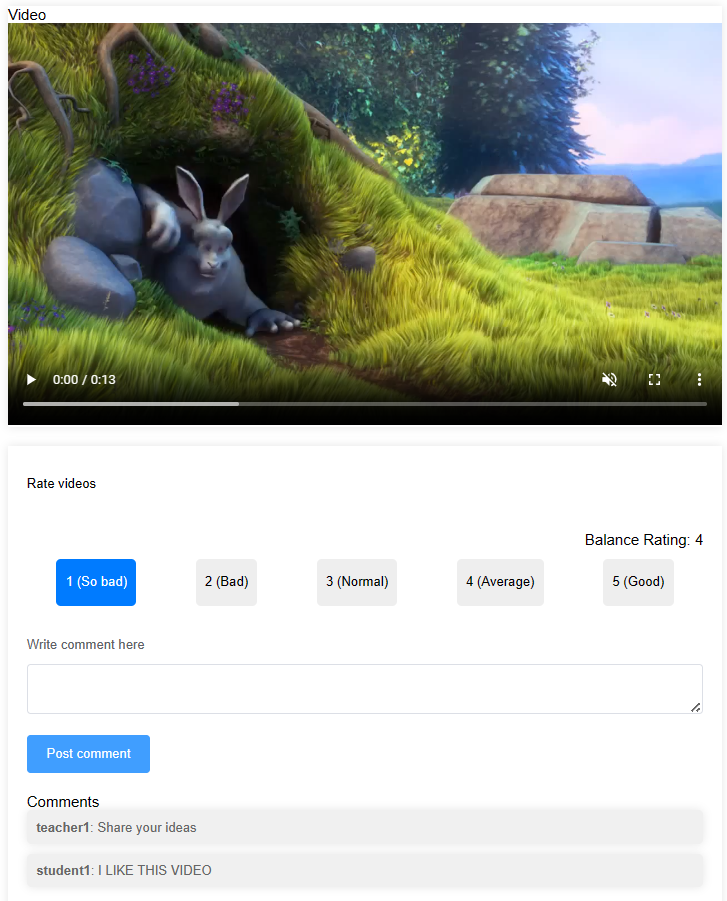 Video
0:00 / 0:13
Rate videos
Balance Rating: 4
1 (So bad) 2 (Bad) 3 (Normal) 4 (Average) 5 (Good)
Write comment here
Post comment
Comments
teacher1: Share your ideas
student1: I LIKE THIS VIDEO